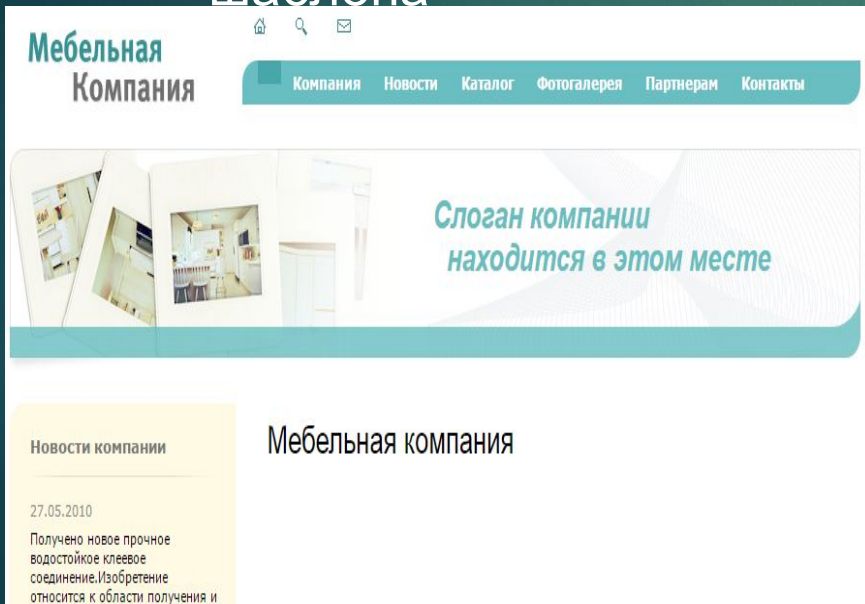 шаблона
Мебельная
Компания
Компания Новости Каталог Фотогалерея Партнерам Контакты
Слоган компании
находится в этом месте
Новости компании
Мебельная компания
27.05.2010
Получено новое прочное
водостойкое клеевое
соединение.Изобретение
относится к области получения и